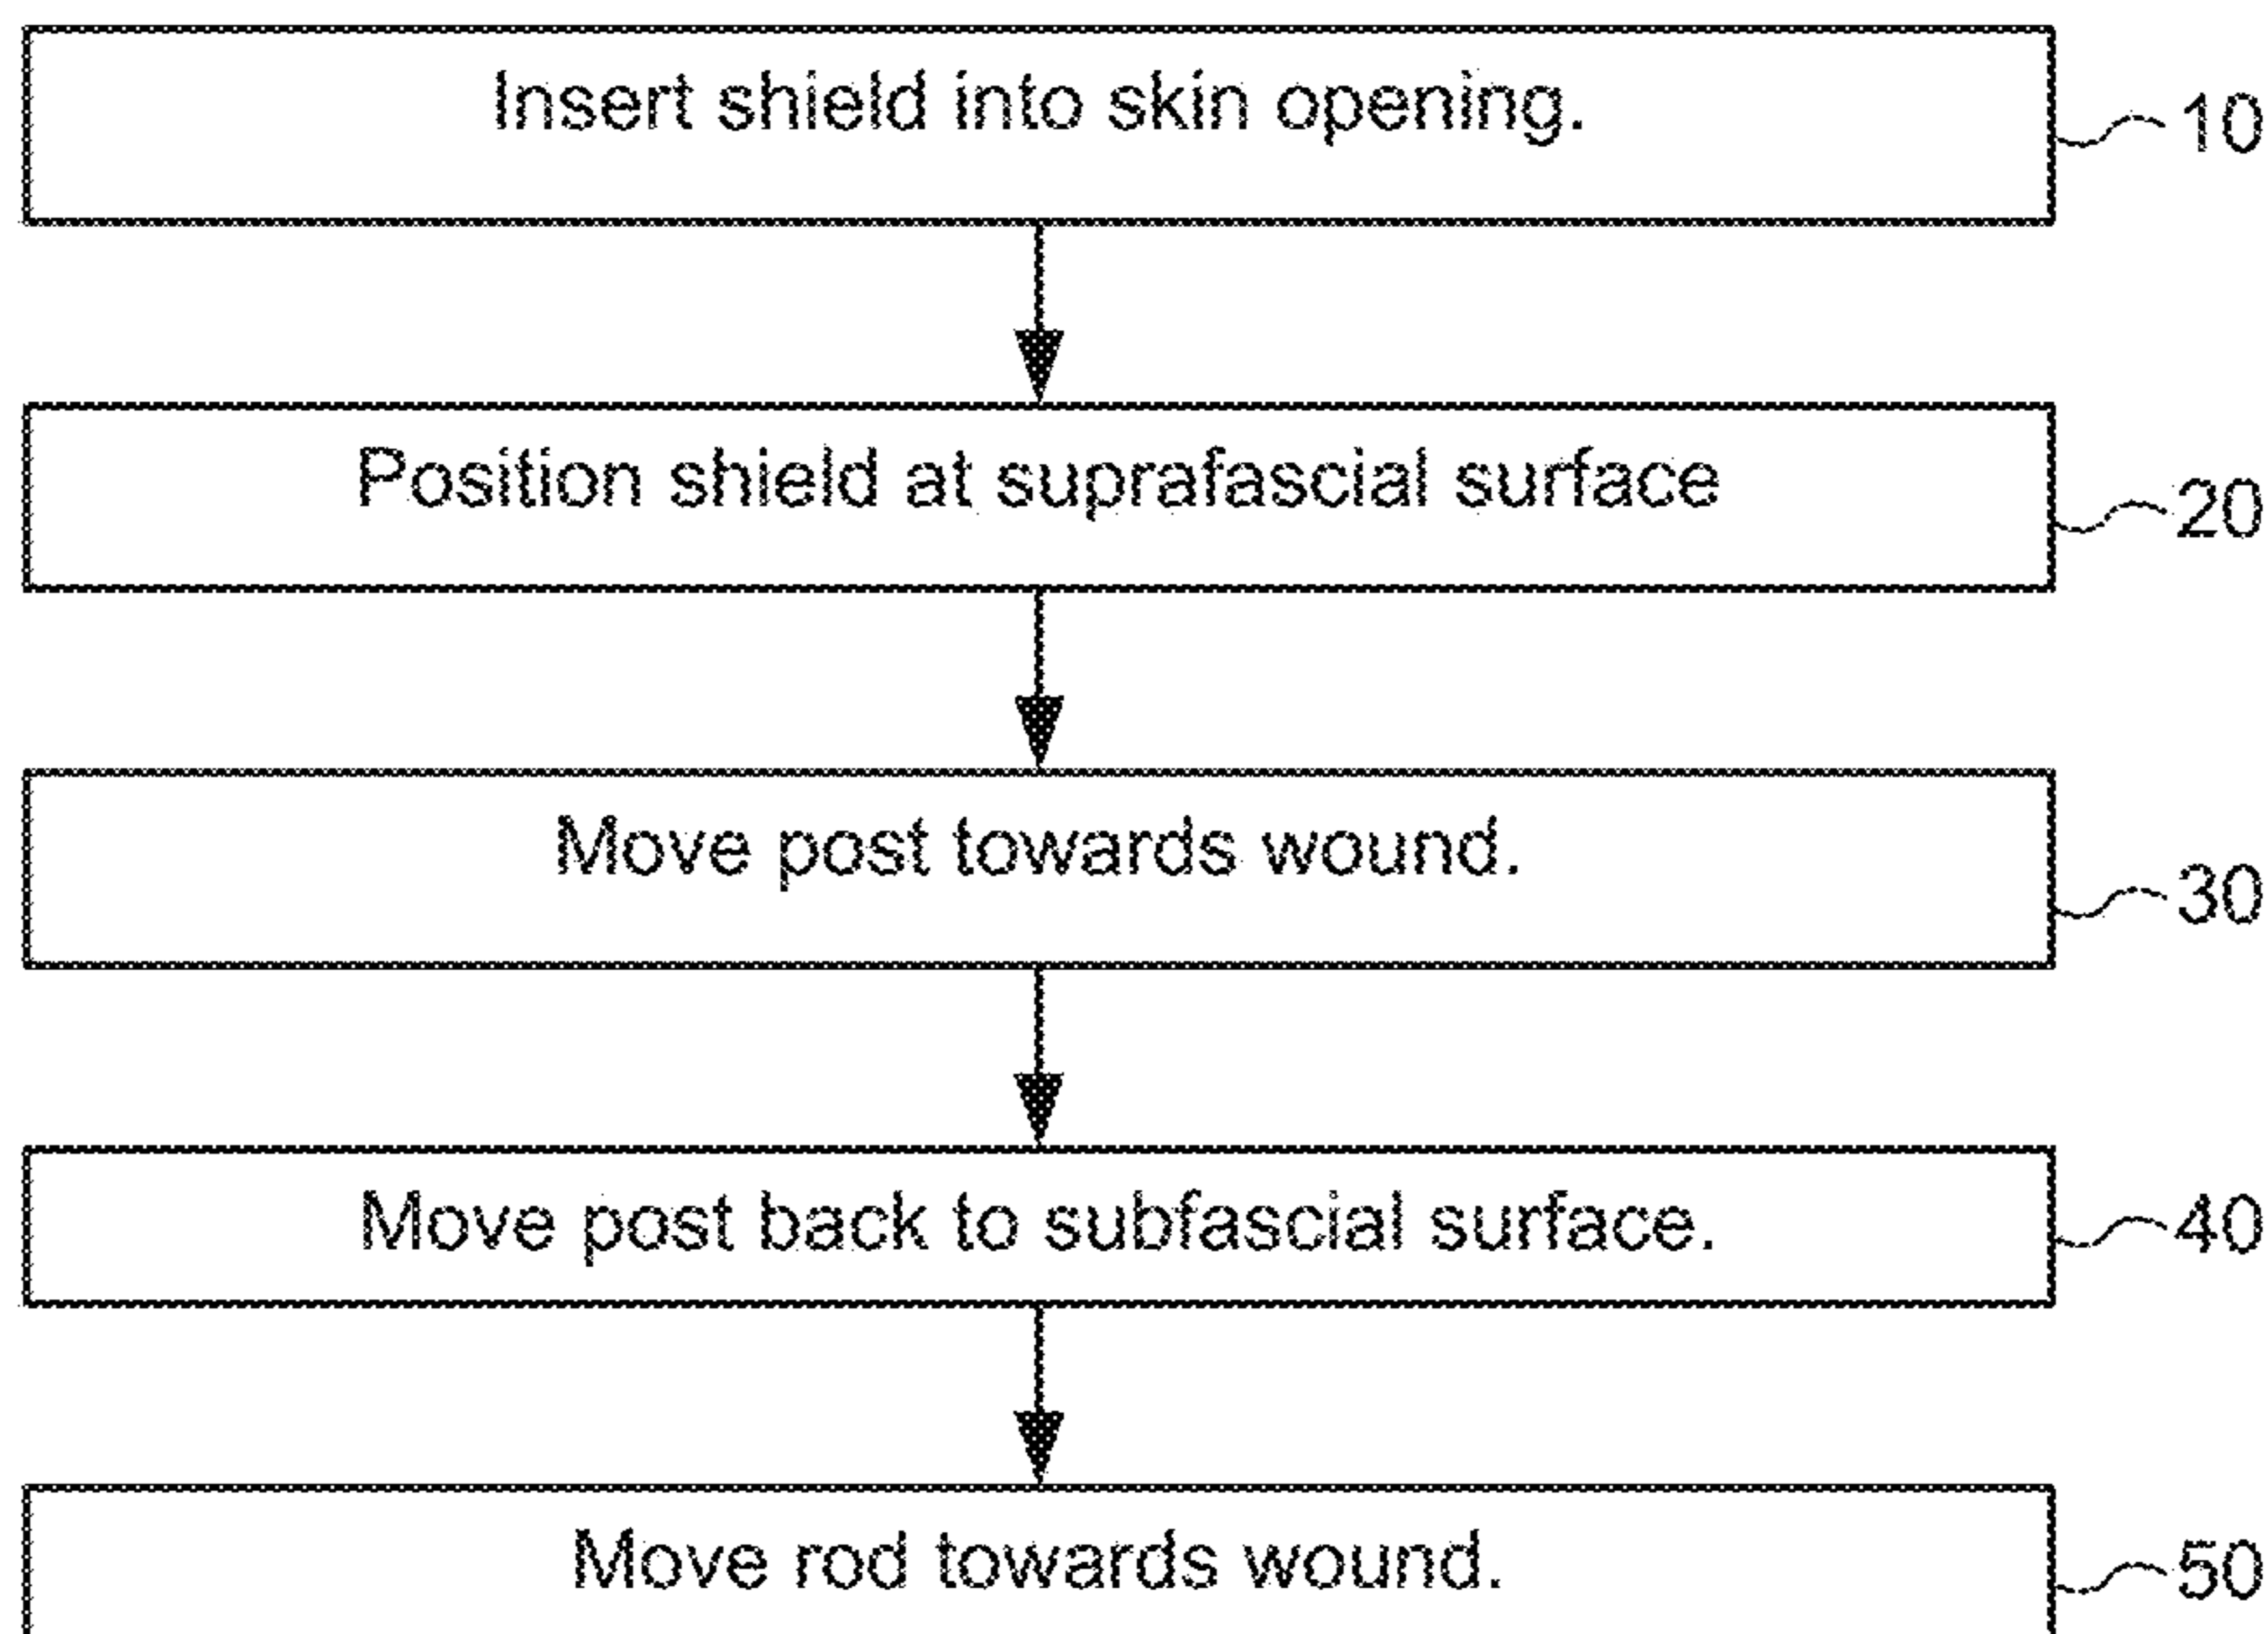 Insert shield into skin opening.
10
Position shield at suprafascial surface
20
Move post towards wound.
30
Move post back to subfascial surface.
40
Move rod towards wound.
50